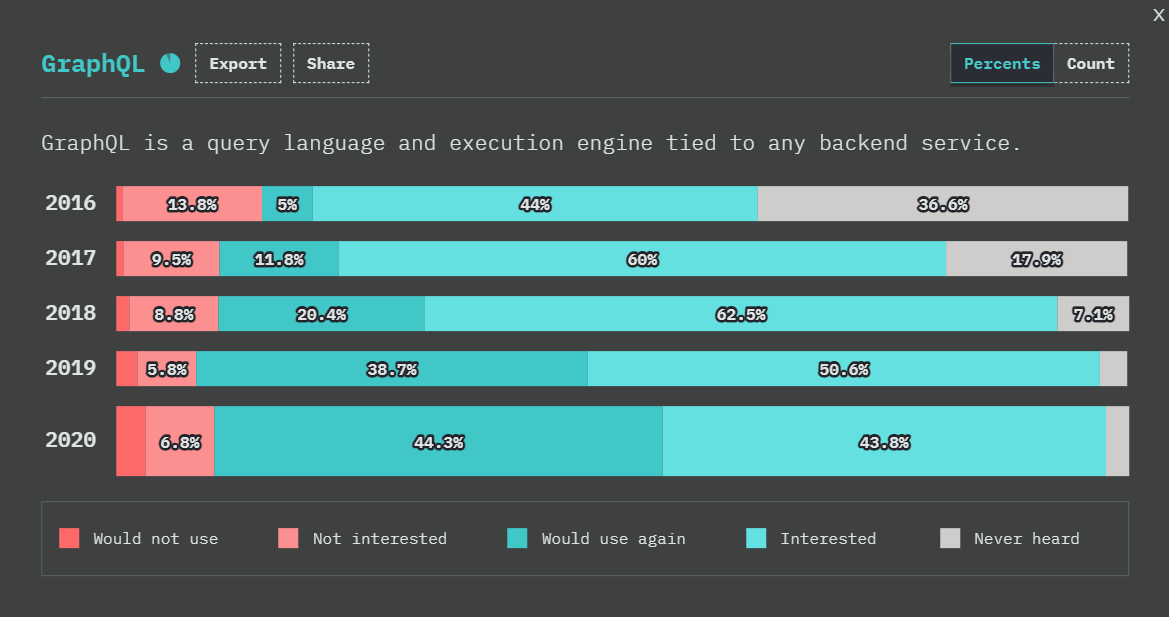 X
GraphQL Export Share Percents Count
GraphQL is a query language and execution engine tied to any backend service.
2016 13.8% 5% 44% 36.6%
2017 9.5% 11.8% 60% 17.9%
2018 8.8% 20.4% 62.5% 7.1%
2019 5.8% 38.7% 50.6%
2020 6.8% 44.3% 43.8%
Would not use Not interested Would use again Interested Never heard